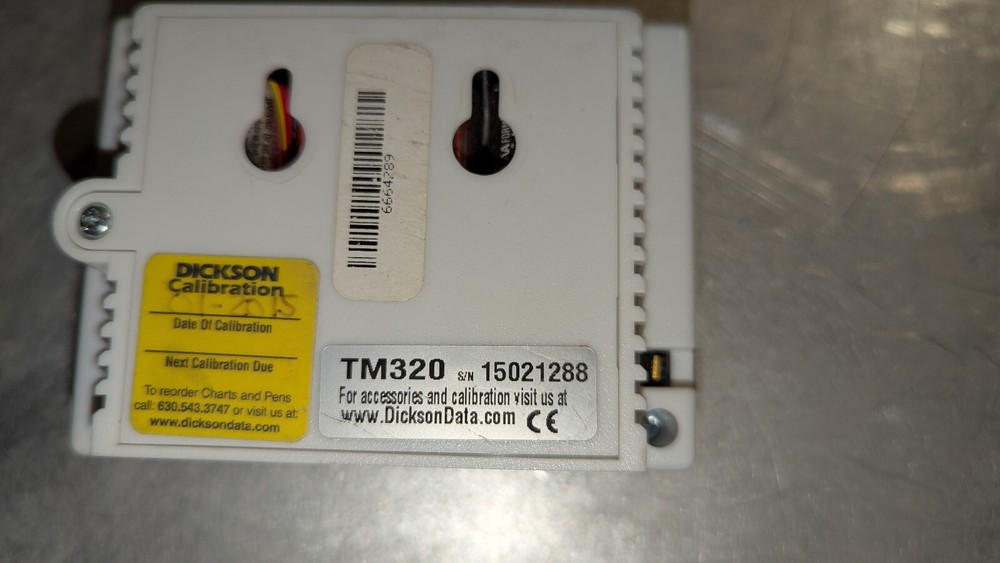 6664289
DICKSON
Calibration
01-2015
Date Of Calibration
Next Calibration Due
To reorder Charts and Pens
call: 630.543.3747 or visit us at:
www.dicksondata.com
TM320 S/N 15021288
For accessories and calibration visit us at
www.DicksonData.com CE